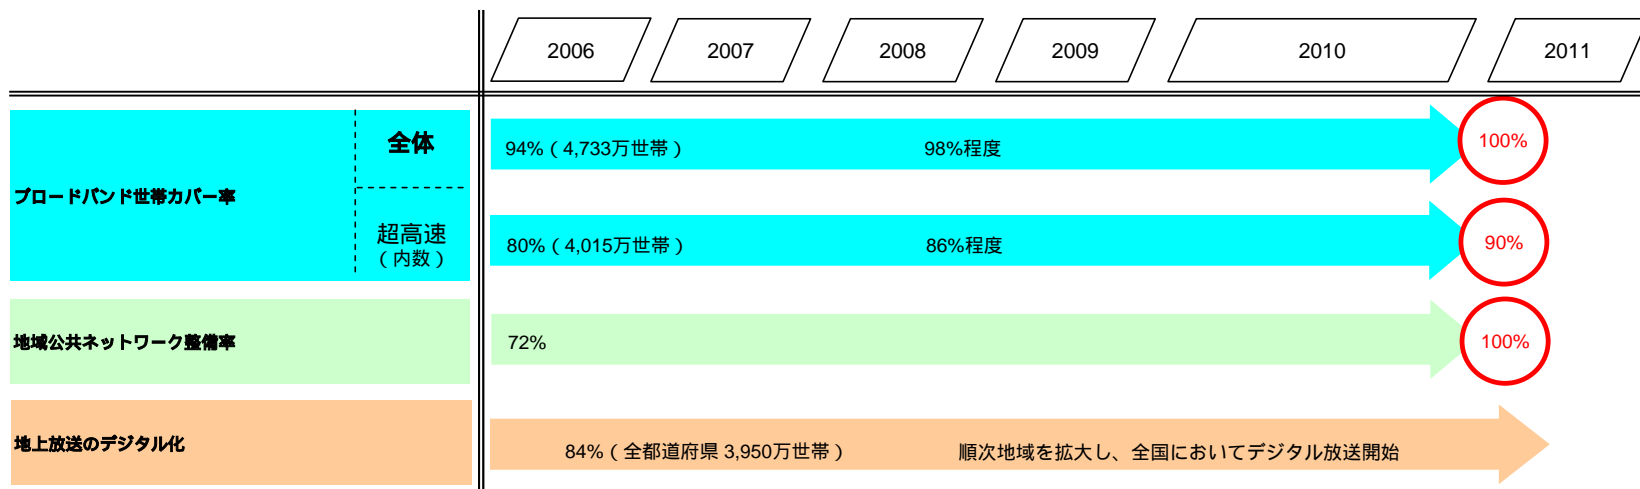 2006 2007 2008 2009 2010 2011
ブロードバンド世帯カバー率
全体
94%（4,733万世帯） 98%程度 100%
超高速
（内数）
80%（4,015万世帯） 86%程度 90%
地域公共ネットワーク整備率
72% 100%
地上放送のデジタル化
84%（全都道府県 3,950万世帯） 順次地域を拡大し、全国においてデジタル放送開始